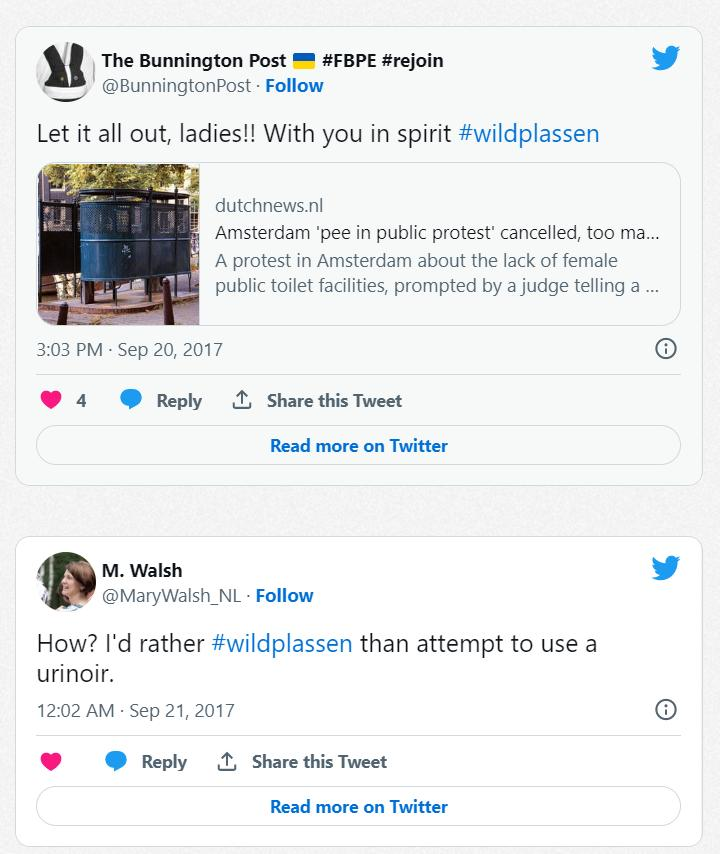 The Bunnington Post 🇺🇦 #FBPE #rejoin
@BunningtonPost · Follow
Let it all out, ladies!! With you in spirit #wildplassen
dutchnews.nl
Amsterdam 'pee in public protest' cancelled, too ma...
A protest in Amsterdam about the lack of female
public toilet facilities, prompted by a judge telling a ...
3:03 PM · Sep 20, 2017
4 Reply Share this Tweet
Read more on Twitter
M. Walsh
@MaryWalsh_NL · Follow
How? I'd rather #wildplassen than attempt to use a
urinoir.
12:02 AM · Sep 21, 2017
Reply Share this Tweet
Read more on Twitter